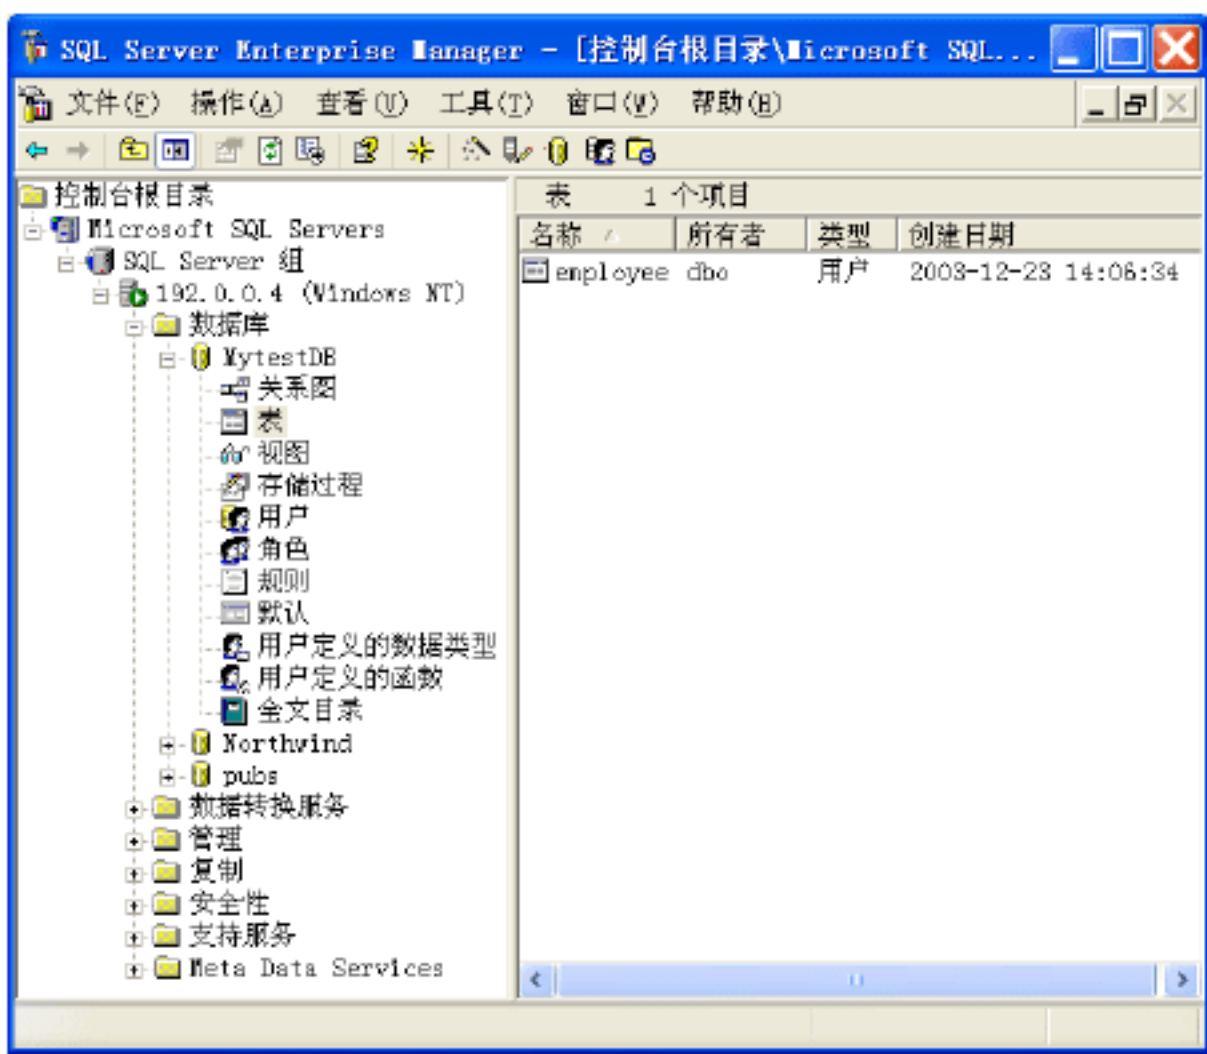 SQL Server Enterprise Manager - [控制台根目录\Microsoft SQL...
文件(F) 操作(A) 查看(V) 工具(T) 窗口(W) 帮助(H)
控制台根目录
Microsoft SQL Servers
SQL Server 组
192.0.0.4 (Windows NT)
数据库
MytestDB
关系图
表
视图
存储过程
用户
角色
规则
默认
用户定义的数据类型
用户定义的函数
全文目录
Northwind
pubs
数据转换服务
管理
复制
安全性
支持服务
Meta Data Services
表 1 个项目
名称 所有者 类型 创建日期
employee dbo 用户 2003-12-23 14:06:34